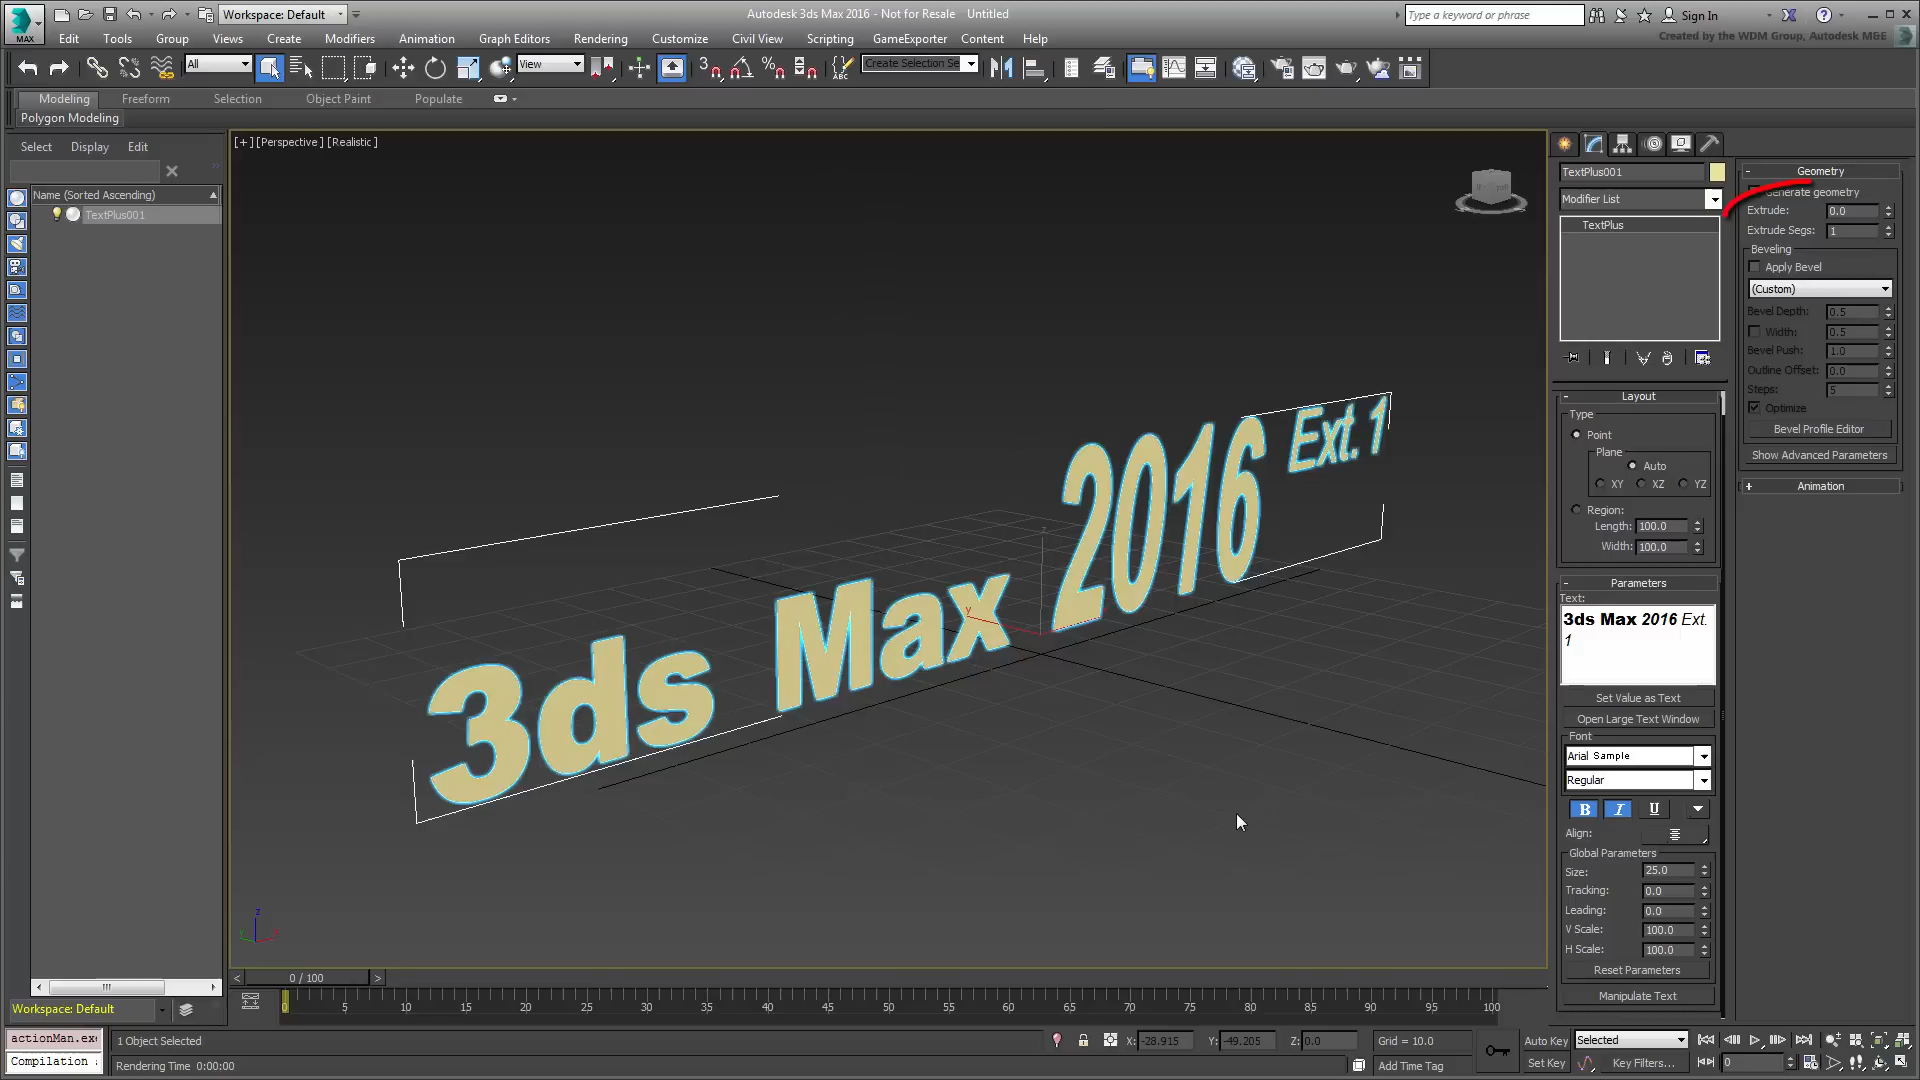 Workspace: Default
Autodesk 3ds Max 2016 - Not for Resale Untitled
Type a keyword or phrase
Sign In
MAX
Edit Tools Group Views Create Modifiers Animation Graph Editors Rendering Customize Civil View Scripting GameExporter Content Help
Created by the WDM Group, Autodesk M&E
All
View
3
ABC
Create Selection Se
Modeling Freeform Selection Object Paint Populate
Polygon Modeling
Select Display Edit
Name (Sorted Ascending)
TextPlus001
[+] [Perspective] [Realistic]
3ds Max 2016 Ext. 1
z
y
z
TextPlus001
Modifier List
TextPlus
Layout
Type
Point
Plane
Auto
XY XZ YZ
Region:
Length: 100.0
Width: 100.0
Parameters
Text:
3ds Max 2016 Ext.
1
Set Value as Text
Open Large Text Window
Font
Arial Sample
Regular
B I U
Align:
Global Parameters
Size: 25.0
Tracking: 0.0
Leading: 0.0
V Scale: 100.0
H Scale: 100.0
Reset Parameters
Manipulate Text
- Geometry
Generate geometry
Extrude: 0.0
Extrude Segs: 1
Beveling
Apply Bevel
(Custom)
Bevel Depth: 0.5
Width: 0.5
Bevel Push: 1.0
Outline Offset: 0.0
Steps: 5
Optimize
Bevel Profile Editor
Show Advanced Parameters
+ Animation
< 0 / 100 >
Workspace: Default
0 5 10 15 20 25 30 35 40 45 50 55 60 65 70 75 80 85 90 95 100
actionMan.exe
Compilation
1 Object Selected
X: -28.915 Y: -49.205 Z: 0.0
Grid = 10.0
Auto Key
Selected
Rendering Time 0:00:00
Add Time Tag
Set Key
Key Filters...
0